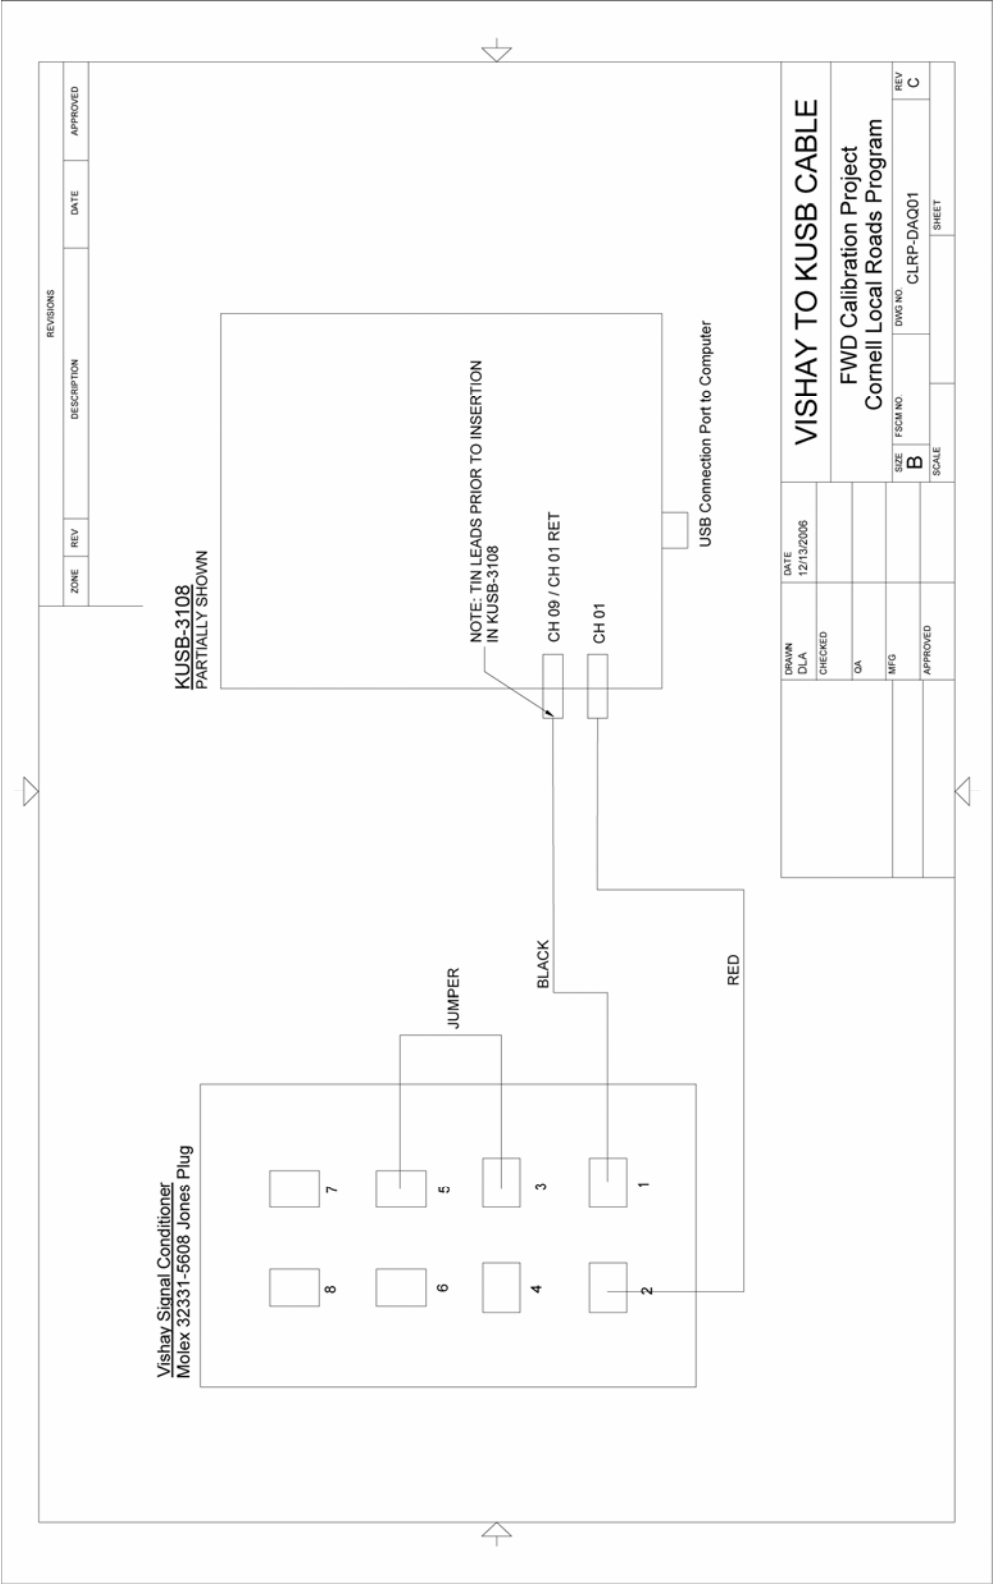 REVISIONS
ZONE REV DESCRIPTION DATE APPROVED
Vishay Signal Conditioner
Molex 32331-5608 Jones Plug
8 7
6 5
4 3
2 1
JUMPER
BLACK
RED
KUSB-3108
PARTIALLY SHOWN
NOTE: TIN LEADS PRIOR TO INSERTION
IN KUSB-3108
CH 09 / CH 01 RET
CH 01
USB Connection Port to Computer
DRAWN
DLA
DATE
12/13/2006
CHECKED
QA
MFG
APPROVED
VISHAY TO KUSB CABLE
FWD Calibration Project
Cornell Local Roads Program
SIZE
B
FSCM NO.
DWG NO.
CLRP-DAQ01
REV
C
SCALE
SHEET